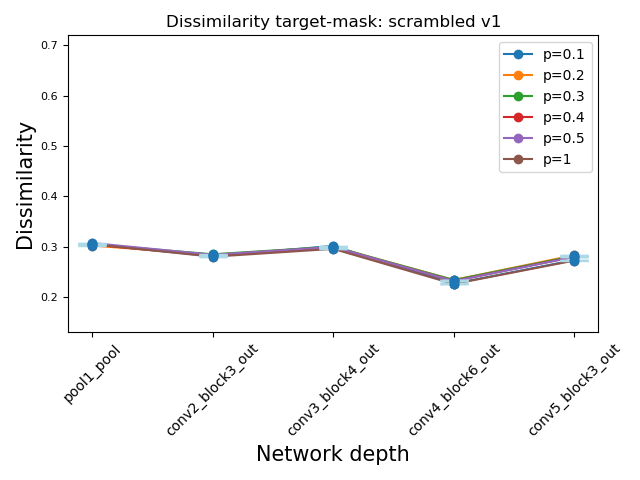 Dissimilarity target-mask: scrambled v1
0.7
0.6
0.5
0.4
0.3
0.2
Dissimilarity
p=0.1
p=0.2
p=0.3
p=0.4
p=0.5
p=1
pool1_pool
conv2_block3_out
conv3_block4_out
conv4_block6_out
conv5_block3_out
Network depth